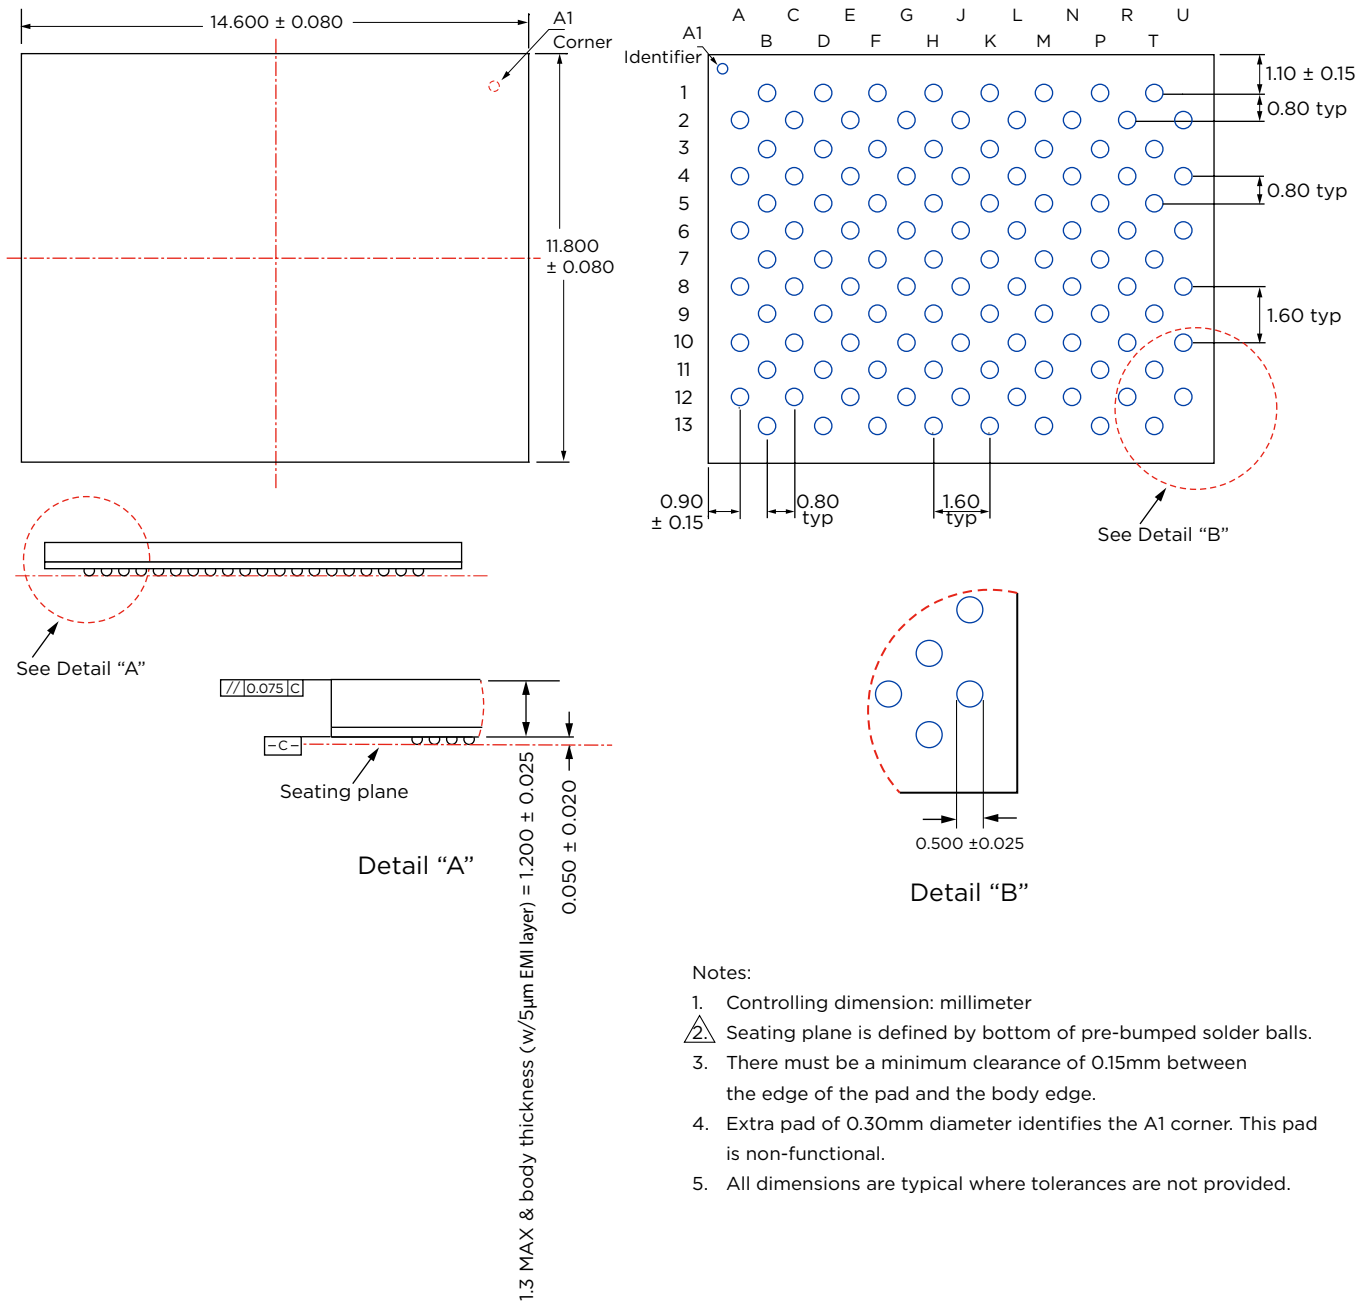 14.600 ± 0.080
A1
Corner
11.800
± 0.080
A C E G J L N R U
B D F H K M P T
A1
Identifier
1
2
3
4
5
6
7
8
9
10
11
12
13
1.10 ± 0.15
0.80 typ
0.80 typ
1.60 typ
0.90
± 0.15
0.80
typ
1.60
typ
See Detail “B”
See Detail “A”
// 0.075 C
–C–
Seating plane
Detail “A”
1.3 MAX & body thickness (w/5µm EMI layer) = 1.200 ± 0.025
0.050 ± 0.020
0.500 ±0.025
Detail “B”
Notes:
1. Controlling dimension: millimeter
2. Seating plane is defined by bottom of pre-bumped solder balls.
3. There must be a minimum clearance of 0.15mm between
the edge of the pad and the body edge.
4. Extra pad of 0.30mm diameter identifies the A1 corner. This pad
is non-functional.
5. All dimensions are typical where tolerances are not provided.